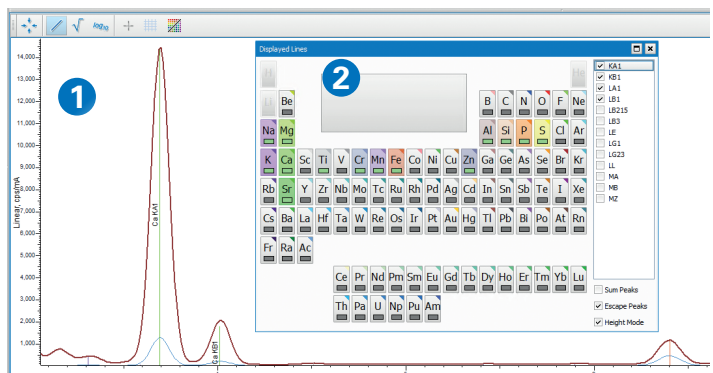 log10
1
14,000
13,000
12,000
11,000
10,000
9,000
8,000
7,000
6,000
5,000
4,000
3,000
2,000
1,000
Linear, cps/mA
Ca KA1
Ca KB1
Displayed Lines
2
H He
Li Be B C N O F Ne
Na Mg Al Si P S Cl Ar
K Ca Sc Ti V Cr Mn Fe Co Ni Cu Zn Ga Ge As Se Br Kr
Rb Sr Y Zr Nb Mo Tc Ru Rh Pd Ag Cd In Sn Sb Te I Xe
Cs Ba La Hf Ta W Re Os Ir Pt Au Hg Tl Pb Bi Po At Rn
Fr Ra Ac
Ce Pr Nd Pm Sm Eu Gd Tb Dy Ho Er Tm Yb Lu
Th Pa U Np Pu Am
KA1
KB1
LA1
LB1
LB215
LB3
LE
LG1
LG23
LL
MA
MB
MZ
Sum Peaks
Escape Peaks
Height Mode